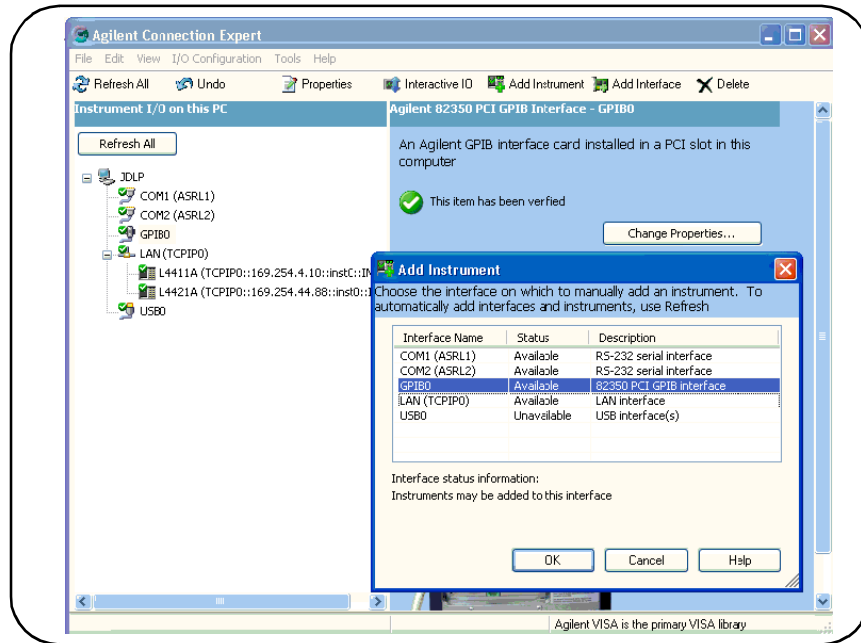 Agilent Connection Expert
File Edit View I/O Configuration Tools Help
Refresh All Undo Properties Interactive IO Add Instrument Add Interface Delete
Instrument I/O on this PC
Refresh All
JDLP
COM1 (ASRL1)
COM2 (ASRL2)
GPIB0
LAN (TCPIP0)
L4411A (TCPIP0::169.254.4.10::inst0::IN
L4421A (TCPIP0::169.254.44.88::inst0::I
USB0
Agilent 82350 PCI GPIB Interface - GPIB0
An Agilent GPIB interface card installed in a PCI slot in this
computer
This item has been verfied
Change Properties...
Add Instrument
Choose the interface on which to manually add an instrument. To
automatically add interfaces and instruments, use Refresh
Interface Name Status Description
COM1 (ASRL1) Available RS-232 serial interface
COM2 (ASRL2) Available RS-232 serial interface
GPIB0 Available 82350 PCI GPIB interface
LAN (TCPIP0) Available LAN interface
USB0 Unavailable USB interface(s)
Interface status information:
Instruments may be added to this interface
OK Cancel Help
Agilent VISA is the primary VISA library